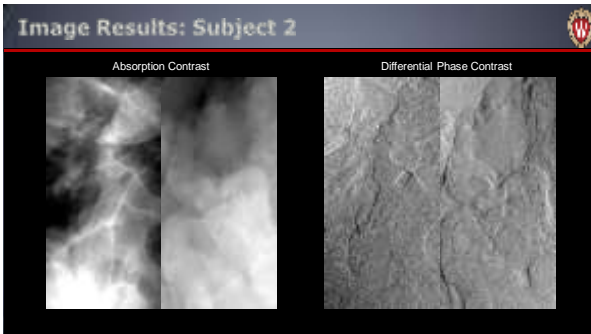 Image Results: Subject 2
W
Absorption Contrast
Differential Phase Contrast